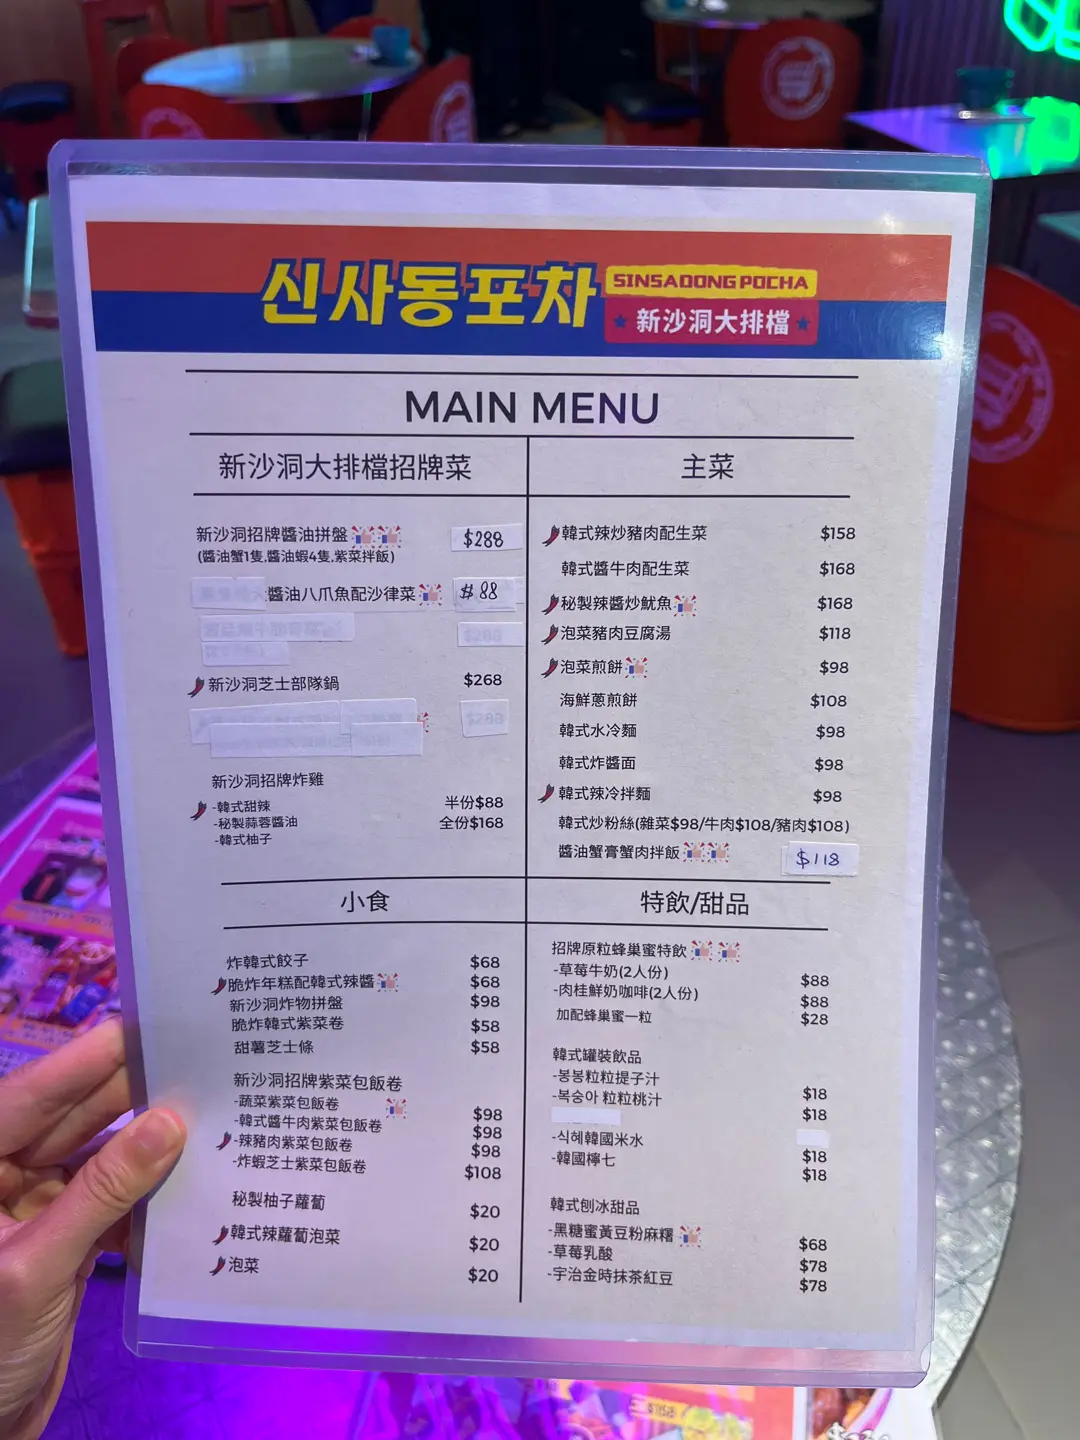 신사동포차
SINSADONG POCHA
新沙洞大排檔
MAIN MENU
新沙洞大排檔招牌菜
新沙洞招牌醬油拼盤 $288
(醬油蟹1隻,醬油蝦4隻,紫菜拌飯)
醬油八爪魚配沙律菜 $88
$288
新沙洞芝士部隊鍋 $268
$288
新沙洞招牌炸雞
-韓式甜辣 半份$88
-秘製蒜蓉醬油 全份$168
-韓式柚子
主菜
韓式辣炒豬肉配生菜 $158
韓式醬牛肉配生菜 $168
秘製辣醬炒魷魚 $168
泡菜豬肉豆腐湯 $118
泡菜煎餅 $98
海鮮蔥煎餅 $108
韓式水冷麵 $98
韓式炸醬面 $98
韓式辣冷拌麵 $98
韓式炒粉絲(雜菜$98/牛肉$108/豬肉$108)
醬油蟹膏蟹肉拌飯 $118
小食
炸韓式餃子 $68
脆炸年糕配韓式辣醬 $68
新沙洞炸物拼盤 $98
脆炸韓式紫菜卷 $58
甜薯芝士條 $58
新沙洞招牌紫菜包飯卷
-蔬菜紫菜包飯卷 $98
-韓式醬牛肉紫菜包飯卷 $98
-辣豬肉紫菜包飯卷 $98
-炸蝦芝士紫菜包飯卷 $108
秘製柚子蘿蔔 $20
韓式辣蘿蔔泡菜 $20
泡菜 $20
特飲/甜品
招牌原粒蜂巢蜜特飲
-草莓牛奶(2人份) $88
-肉桂鮮奶咖啡(2人份) $88
加配蜂巢蜜一粒 $28
韓式罐裝飲品
-봉봉粒粒提子汁 $18
-복숭아 粒粒桃汁 $18
-식혜韓國米水 $18
-韓國檸七 $18
韓式刨冰甜品
-黑糖蜜黃豆粉麻糬 $68
-草莓乳酸 $78
-宇治金時抹茶紅豆 $78